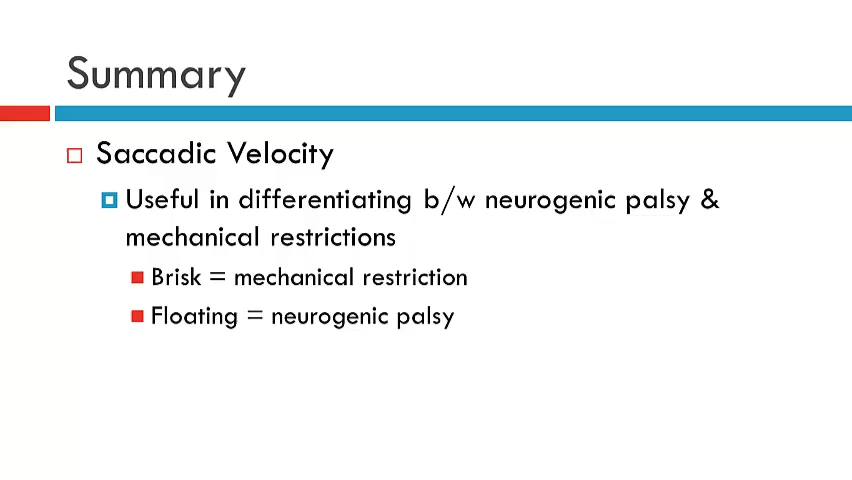 Summary
Saccadic Velocity
Useful in differentiating b/w neurogenic palsy &
mechanical restrictions
Brisk = mechanical restriction
Floating = neurogenic palsy